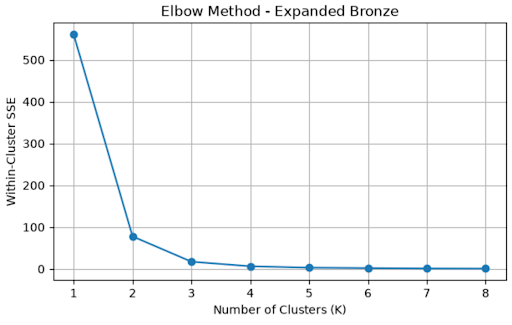 Elbow Method - Expanded Bronze
Within-Cluster SSE
500
400
300
200
100
0
1 2 3 4 5 6 7 8
Number of Clusters (K)